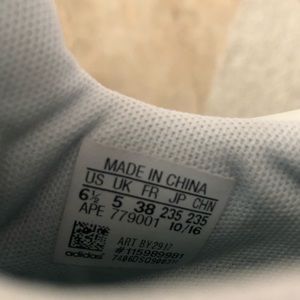 MADE IN CHINA
US UK FR JP CHN
6½ 5 38 235 235
APE 779001 10/16
ART BY2917
#115989981
adidas